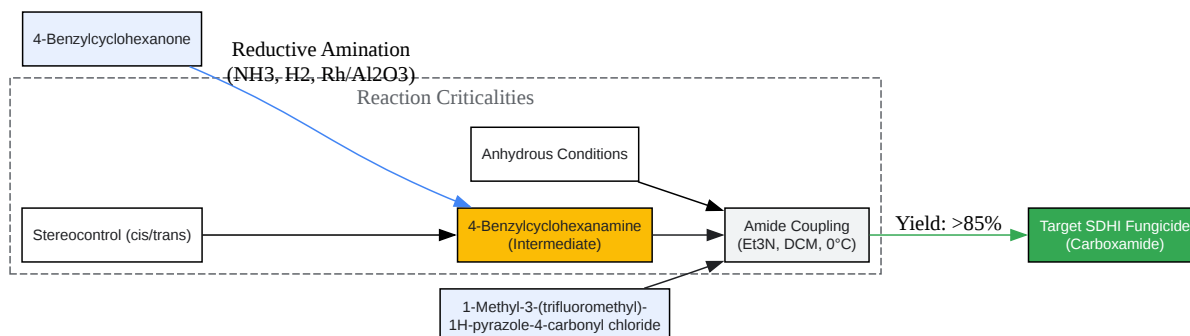 4-Benzylcyclohexanone
Reductive Amination
(NH3, H2, Rh/Al2O3)
Reaction Criticalities
Anhydrous Conditions
Stereocontrol (cis/trans)
4-Benzylcyclohexanamine
(Intermediate)
Amide Coupling
(Et3N, DCM, 0°C)
Yield: >85%
Target SDHI Fungicide
(Carboxamide)
1-Methyl-3-(trifluoromethyl)-
1H-pyrazole-4-carbonyl chloride